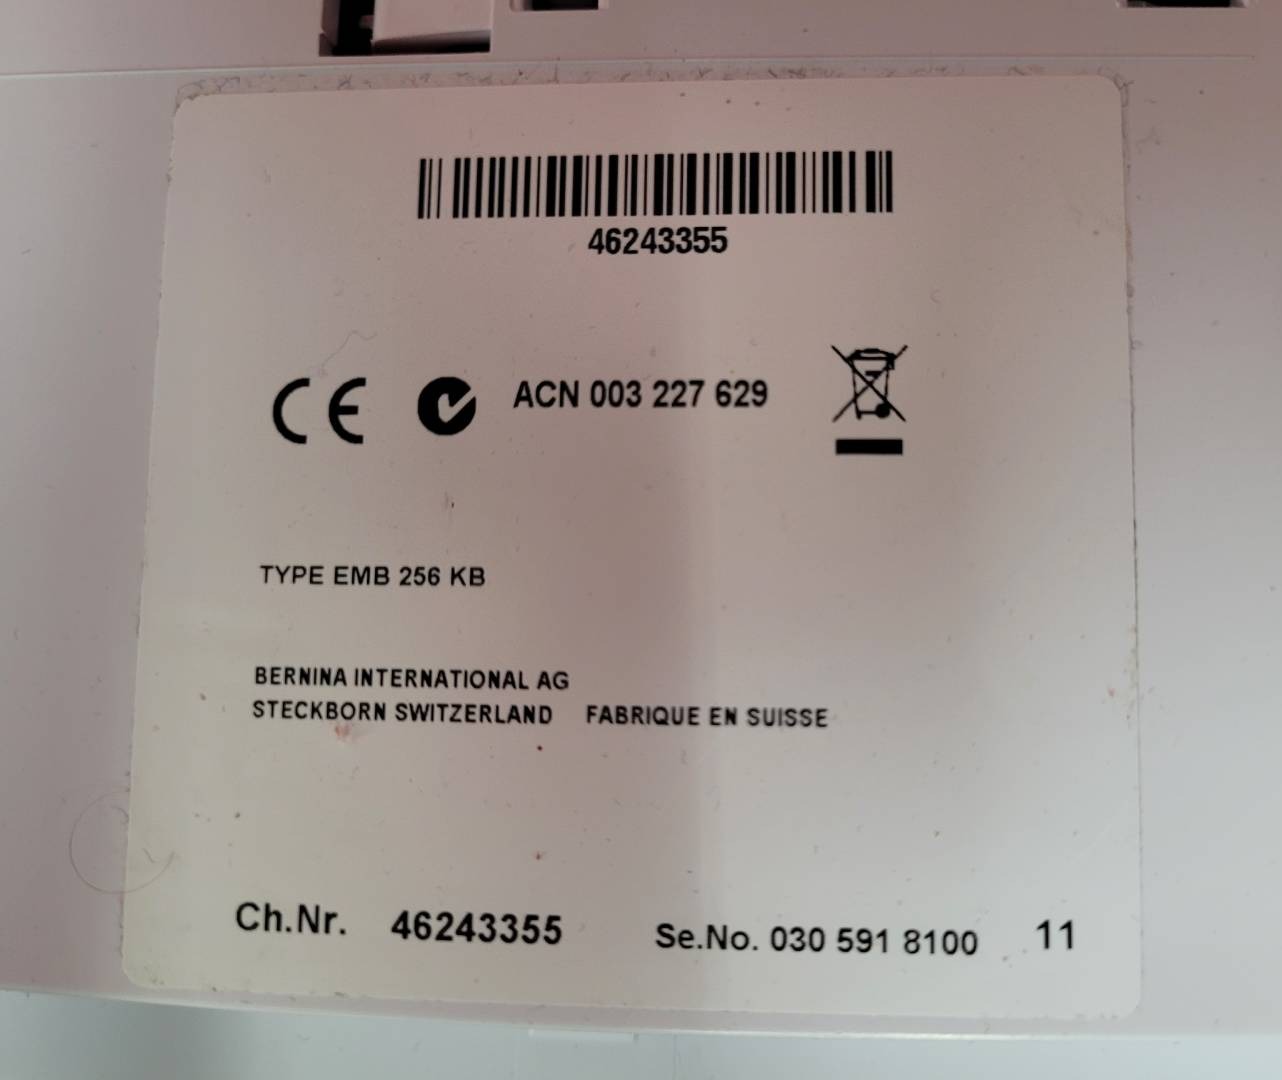 46243355
CE ACN 003 227 629
TYPE EMB 256 KB
BERNINA INTERNATIONAL AG
STECKBORN SWITZERLAND FABRIQUE EN SUISSE
Ch.Nr. 46243355 Se.No. 030 591 8100 11